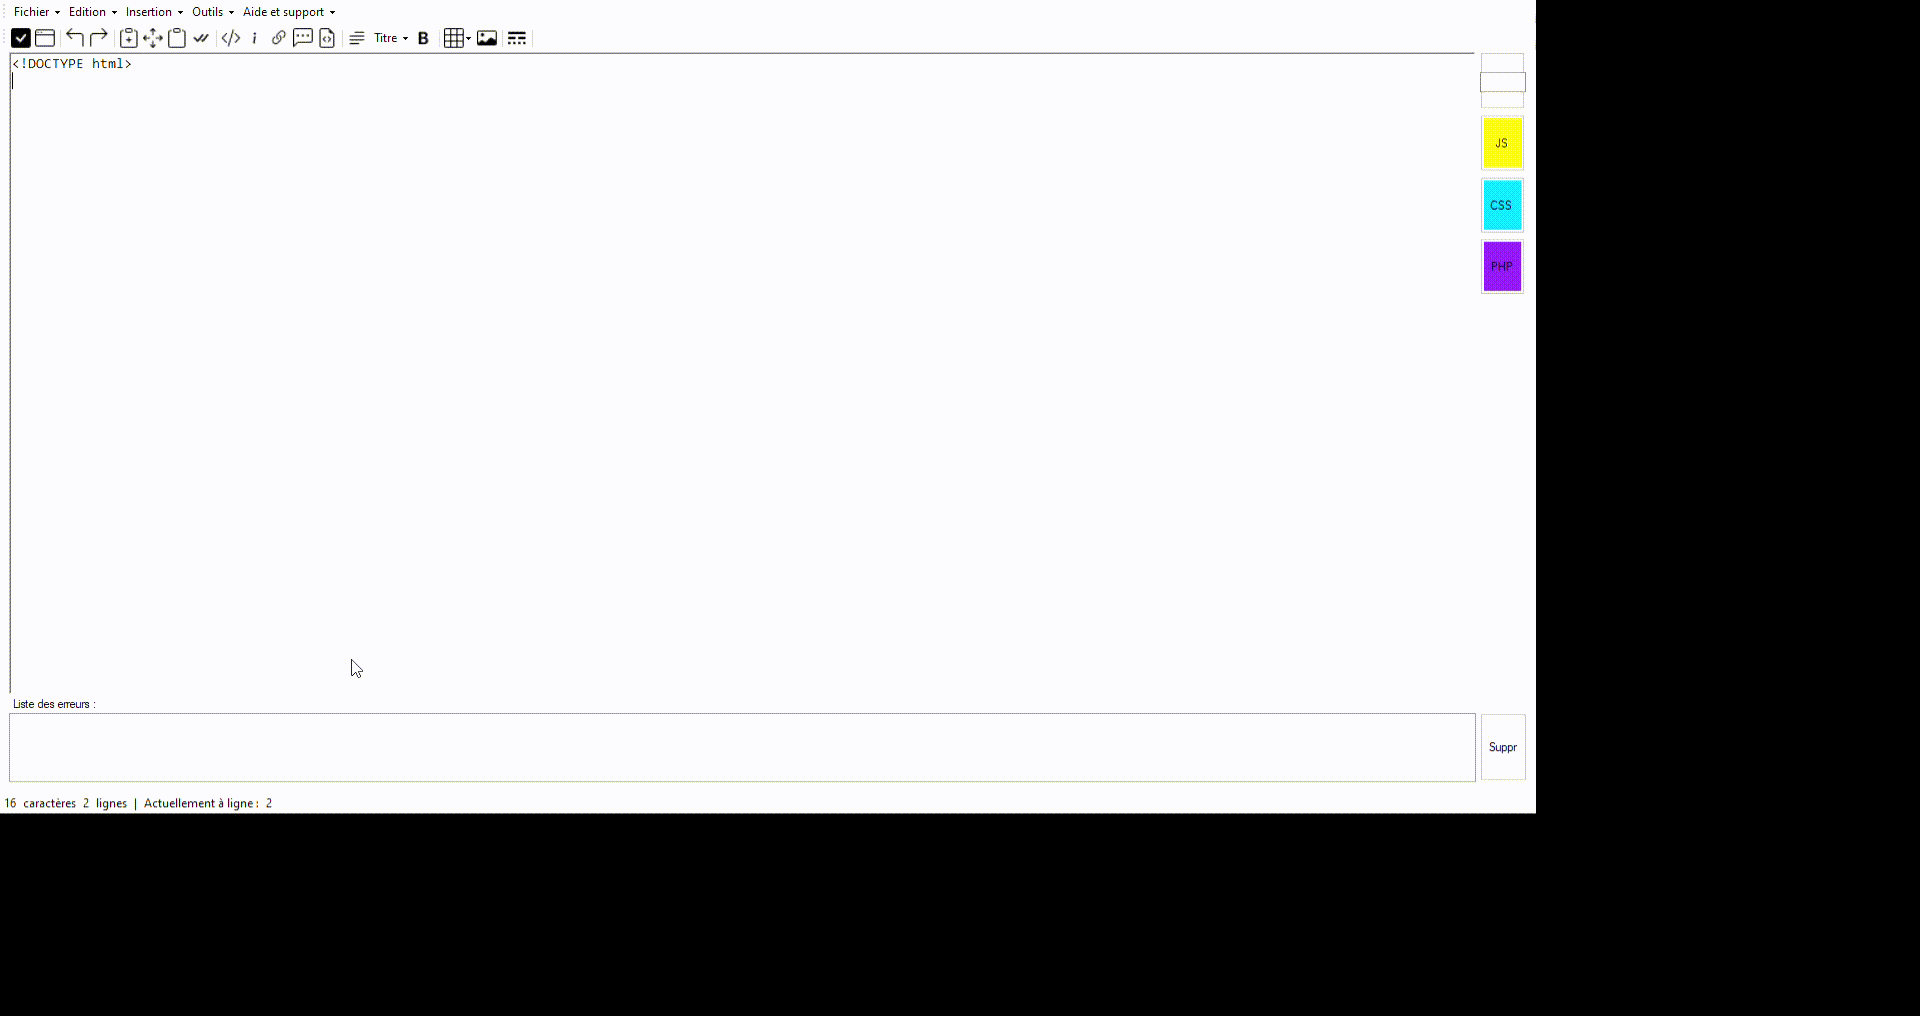 Fichier Edition Insertion Outils Aide et support
Titre B
<!DOCTYPE html>
JS
CSS
PHP
Liste des erreurs :
Suppr
16 caractères 2 lignes | Actuellement à ligne : 2